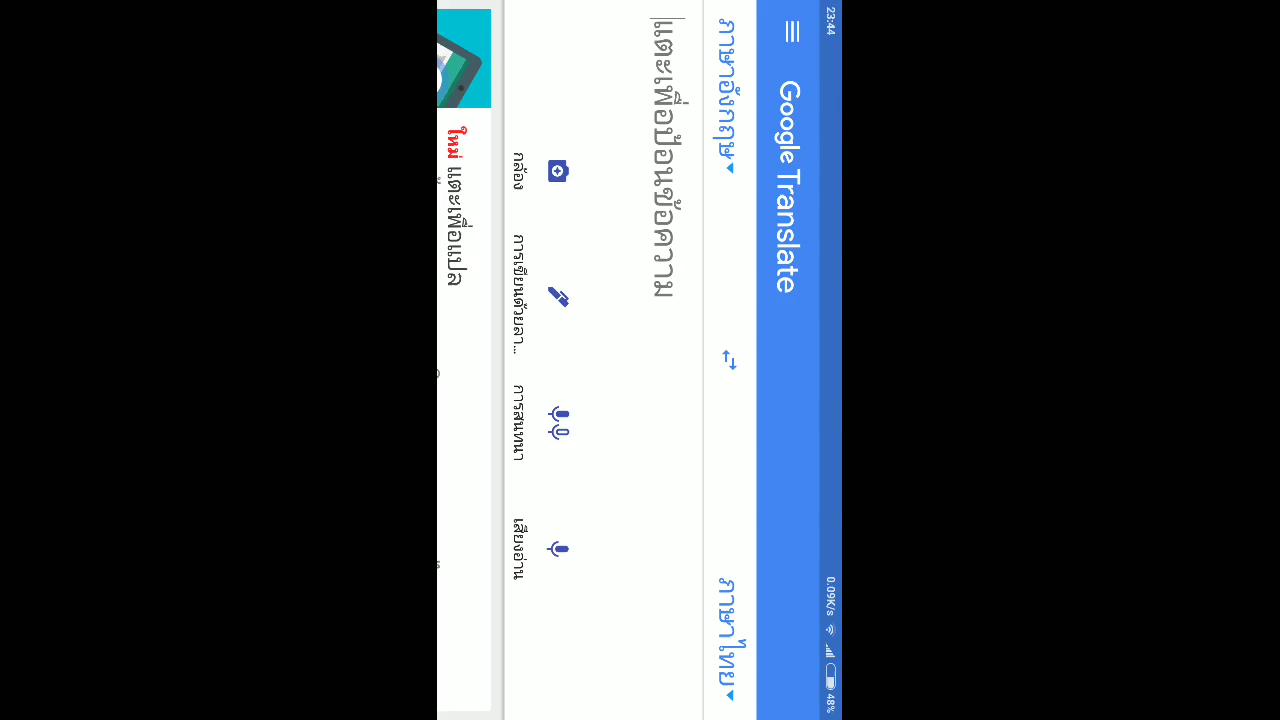 23:44 0.09K/s 48%
Google Translate
ภาษาอังกฤษ ภาษาไทย
แตะเพื่อป้อนข้อความ
กล้อง การเขียนด้วยลา... การสนทนา เสียงอ่าน
ใหม่ แตะเพื่อแปล